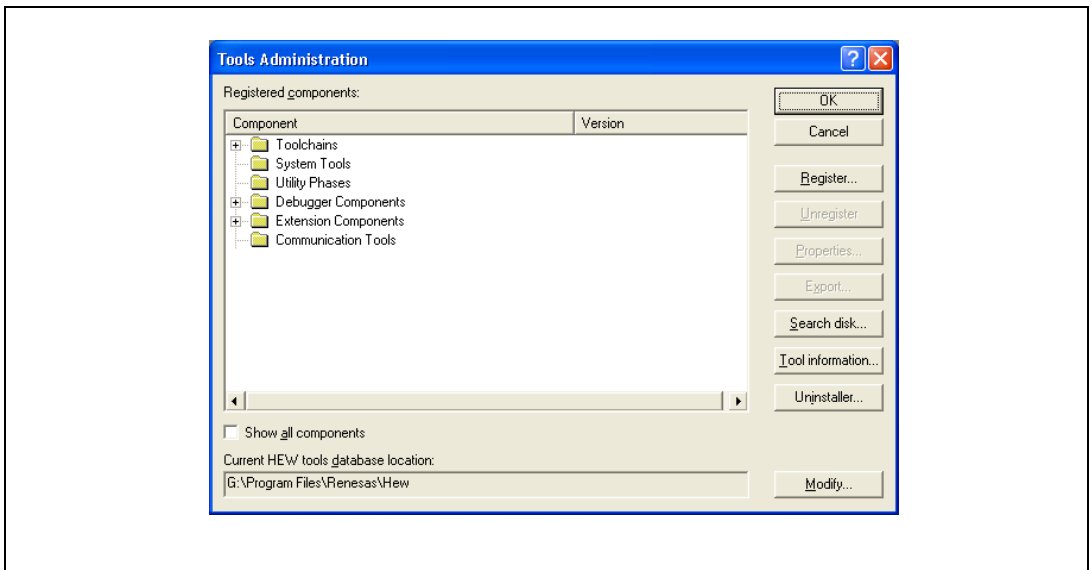 Tools Administration
Registered components:
Component Version
Toolchains
System Tools
Utility Phases
Debugger Components
Extension Components
Communication Tools
OK
Cancel
Register...
Unregister
Properties...
Export...
Search disk...
Tool information...
Uninstaller...
Show all components
Current HEW tools database location:
G:\Program Files\Renesas\Hew
Modify...